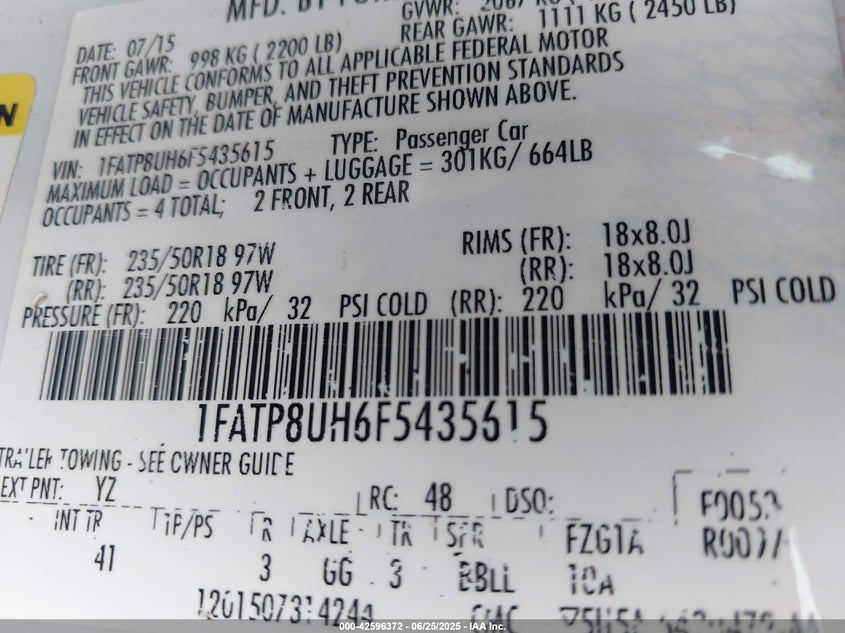 MFD. BY
GVWR:
DATE: 07/15
FRONT GAWR: 998 KG ( 2200 LB)
REAR GAWR: 1111 KG ( 2450 LB)
THIS VEHICLE CONFORMS TO ALL APPLICABLE FEDERAL MOTOR
VEHICLE SAFETY, BUMPER, AND THEFT PREVENTION STANDARDS
IN EFFECT ON THE DATE OF MANUFACTURE SHOWN ABOVE.
VIN: 1FATP8UH6F5435615 TYPE: Passenger Car
MAXIMUM LOAD = OCCUPANTS + LUGGAGE = 301KG/ 664LB
OCCUPANTS = 4 TOTAL; 2 FRONT, 2 REAR
TIRE (FR): 235/50R18 97W RIMS (FR): 18x8.0J
(RR): 235/50R18 97W (RR): 18x8.0J
PRESSURE (FR): 220 kPa/ 32 PSI COLD (RR): 220 kPa/ 32 PSI COLD
1FATP8UH6F5435615
TRAILER TOWING - SEE OWNER GUIDE
EXT PNT: YZ RC: 48 DSO:
INT TR TP/PS R AXLE TR SPR
41 3 GG 3 BBLL
000-42596372 - 06/25/2025 - IAA Inc.